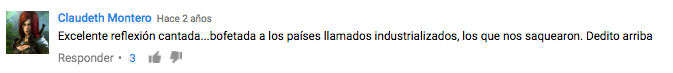 Claudeth Montero Hace 2 años
Excelente reflexión cantada...bofetada a los países llamados industrializados, los que nos saquearon. Dedito arriba
Responder • 3